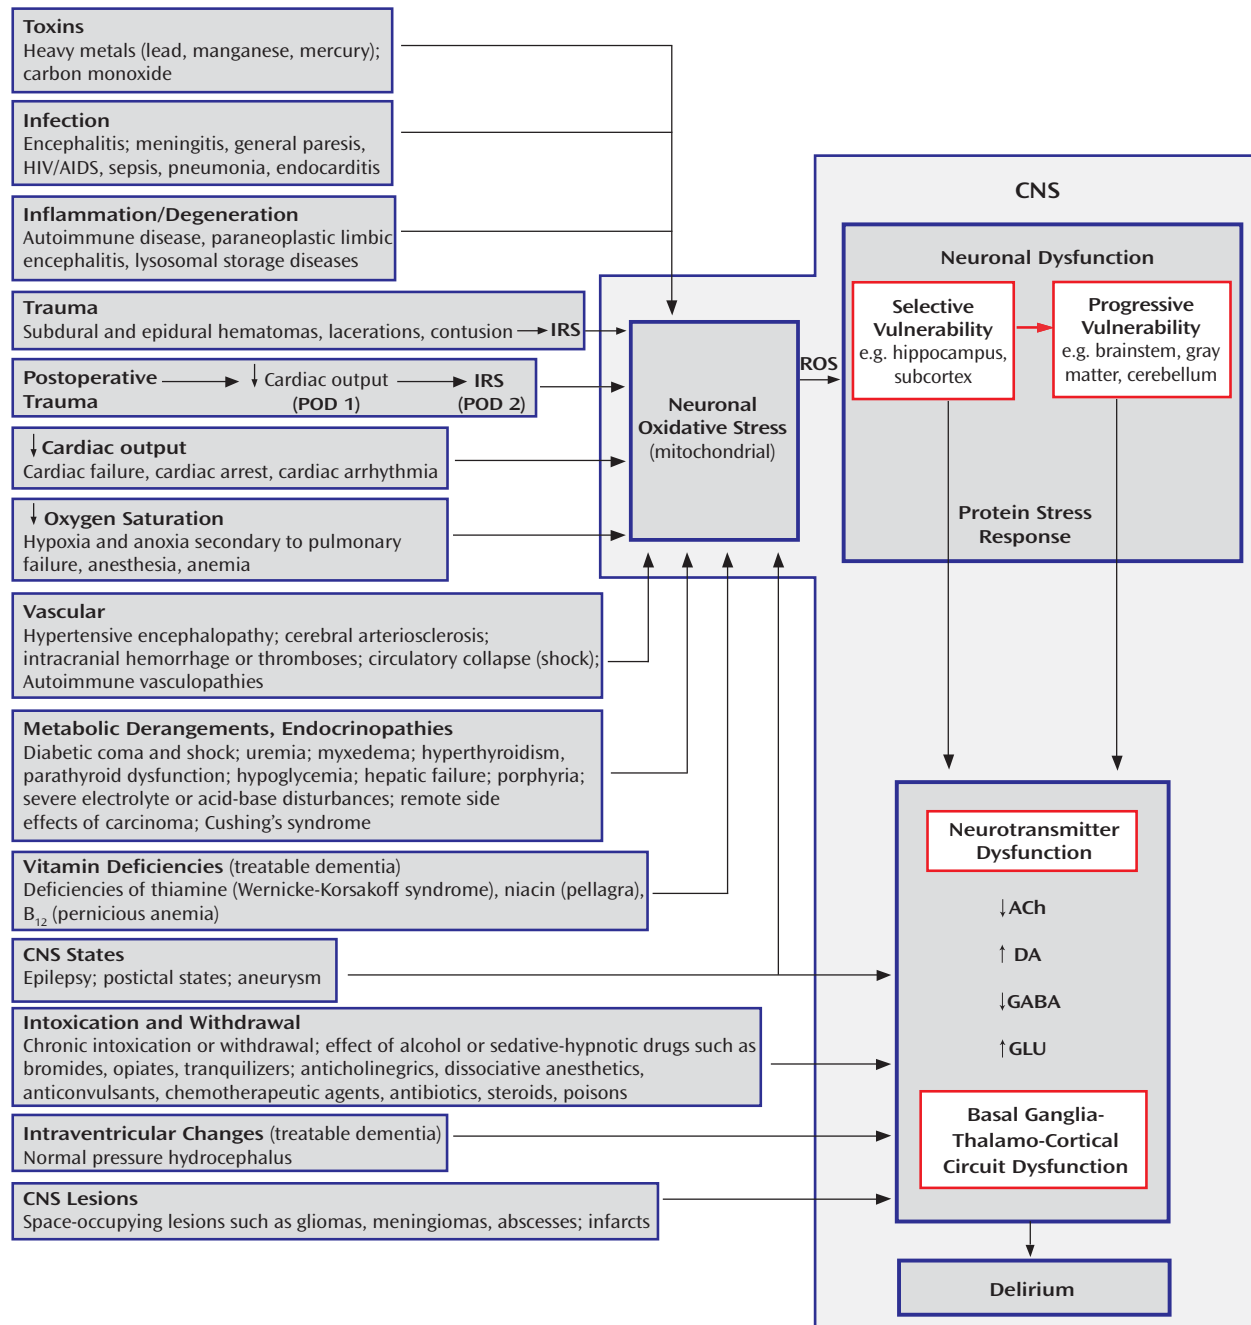 Toxins
Heavy metals (lead, manganese, mercury);
carbon monoxide
Infection
Encephalitis; meningitis, general paresis,
HIV/AIDS, sepsis, pneumonia, endocarditis
Inflammation/Degeneration
Autoimmune disease, paraneoplastic limbic
encephalitis, lysosomal storage diseases
Trauma
Subdural and epidural hematomas, lacerations, contusion → IRS
Postoperative → ↓ Cardiac output → IRS
Trauma (POD 1) (POD 2)
↓ Cardiac output
Cardiac failure, cardiac arrest, cardiac arrhythmia
↓ Oxygen Saturation
Hypoxia and anoxia secondary to pulmonary
failure, anesthesia, anemia
Vascular
Hypertensive encephalopathy; cerebral arteriosclerosis;
intracranial hemorrhage or thromboses; circulatory collapse (shock);
Autoimmune vasculopathies
Metabolic Derangements, Endocrinopathies
Diabetic coma and shock; uremia; myxedema; hyperthyroidism,
parathyroid dysfunction; hypoglycemia; hepatic failure; porphyria;
severe electrolyte or acid-base disturbances; remote side
effects of carcinoma; Cushing's syndrome
Vitamin Deficiencies (treatable dementia)
Deficiencies of thiamine (Wernicke-Korsakoff syndrome), niacin (pellagra),
B12 (pernicious anemia)
CNS States
Epilepsy; postictal states; aneurysm
Intoxication and Withdrawal
Chronic intoxication or withdrawal; effect of alcohol or sedative-hypnotic drugs such as
bromides, opiates, tranquilizers; anticholinegrics, dissociative anesthetics,
anticonvulsants, chemotherapeutic agents, antibiotics, steroids, poisons
Intraventricular Changes (treatable dementia)
Normal pressure hydrocephalus
CNS Lesions
Space-occupying lesions such as gliomas, meningiomas, abscesses; infarcts
Neuronal
Oxidative Stress
(mitochondrial)
ROS
CNS
Neuronal Dysfunction
Selective
Vulnerability
e.g. hippocampus,
subcortex
Progressive
Vulnerability
e.g. brainstem, gray
matter, cerebellum
Protein Stress
Response
Neurotransmitter
Dysfunction
↓ACh
↑ DA
↓GABA
↑GLU
Basal Ganglia-
Thalamo-Cortical
Circuit Dysfunction
Delirium